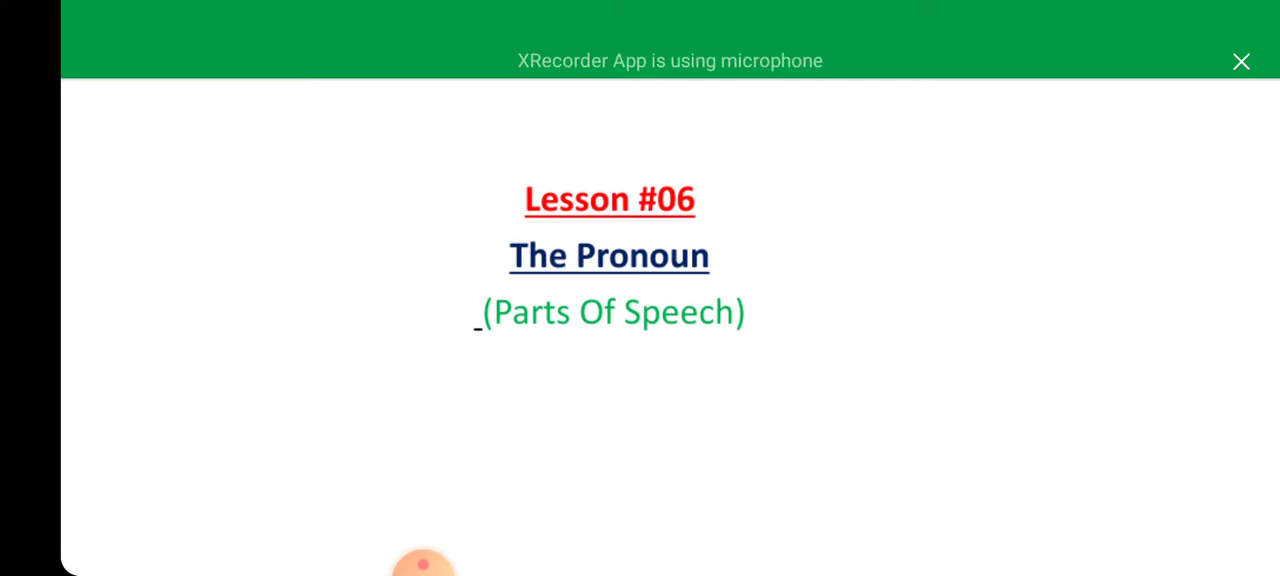 XRecorder App is using microphone
Lesson #06
The Pronoun
(Parts Of Speech)